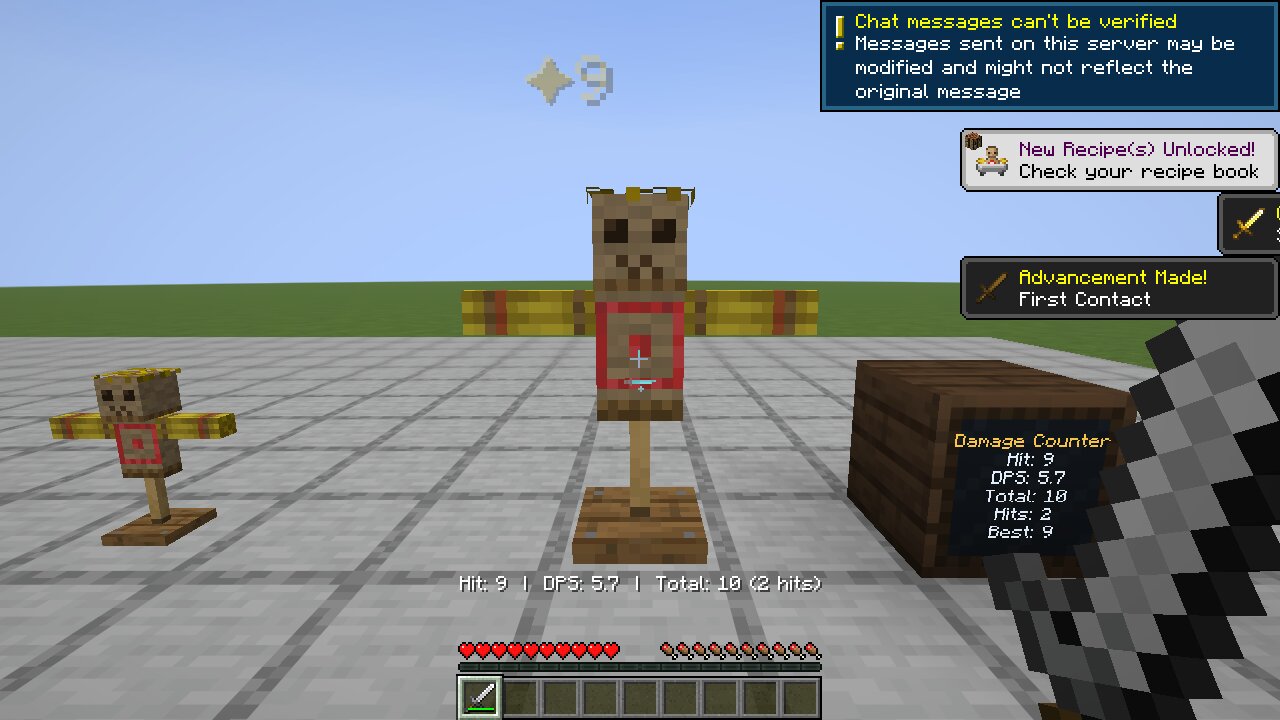 Chat messages can't be verified
Messages sent on this server may be
modified and might not reflect the
original message
9
New Recipe(s) Unlocked!
Check your recipe book
Advancement Made!
First Contact
Damage Counter
Hit: 9
DPS: 5.7
Total: 10
Hits: 2
Best: 9
Hit: 9 | DPS: 5.7 | Total: 10 (2 hits)